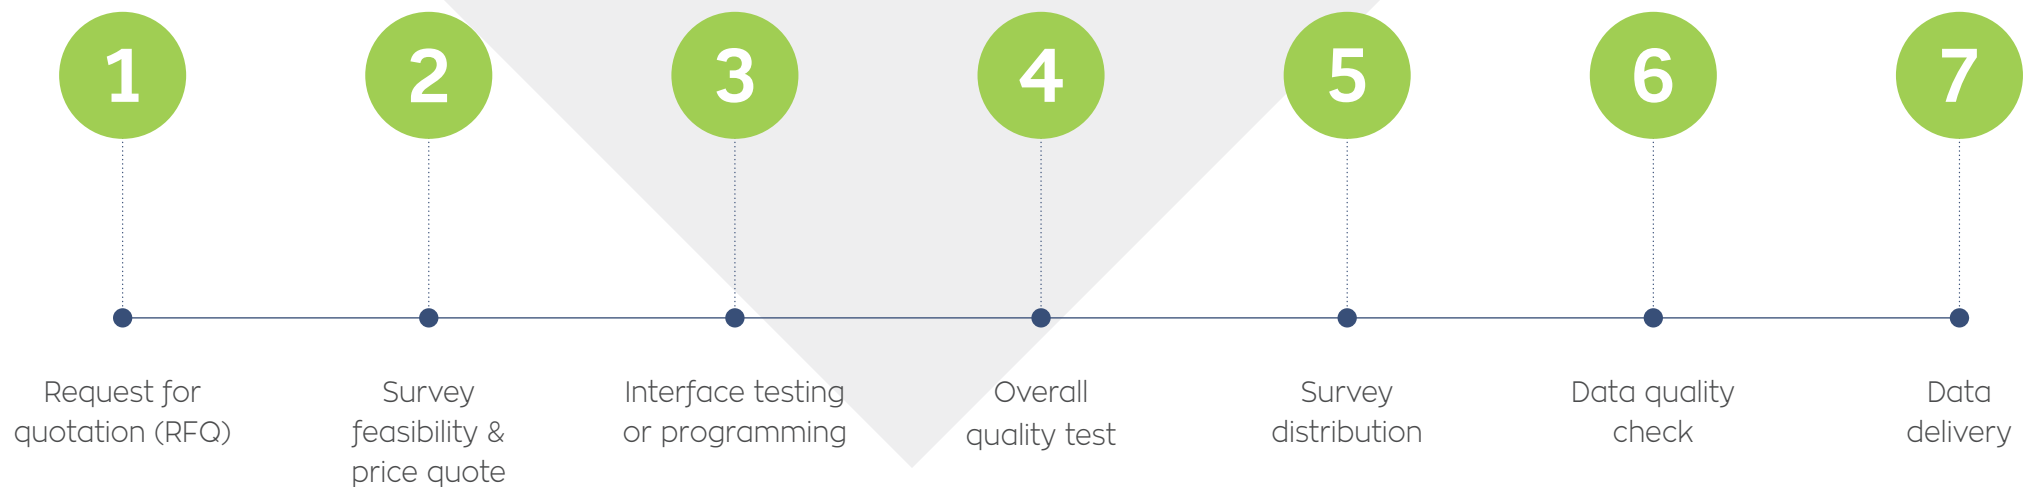 1
2
3
4
5
6
7
Request for
quotation (RFQ)
Survey
feasibility &
price quote
Interface testing
or programming
Overall
quality test
Survey
distribution
Data quality
check
Data
delivery